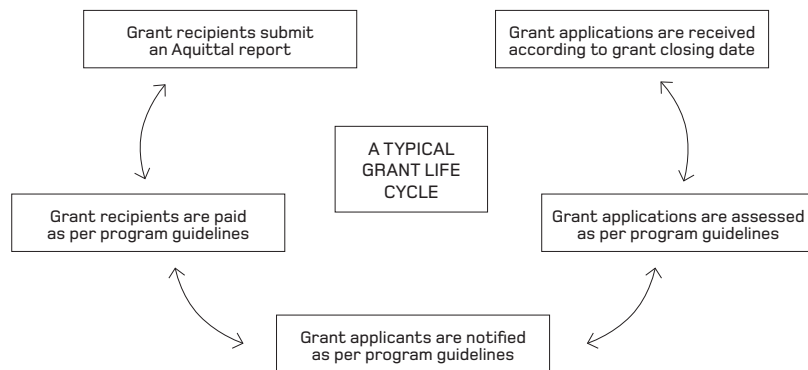 Grant recipients submit
an Aquittal report
Grant applications are received
according to grant closing date
A TYPICAL
GRANT LIFE
CYCLE
Grant recipients are paid
as per program guidelines
Grant applications are assessed
as per program guidelines
Grant applicants are notified
as per program guidelines